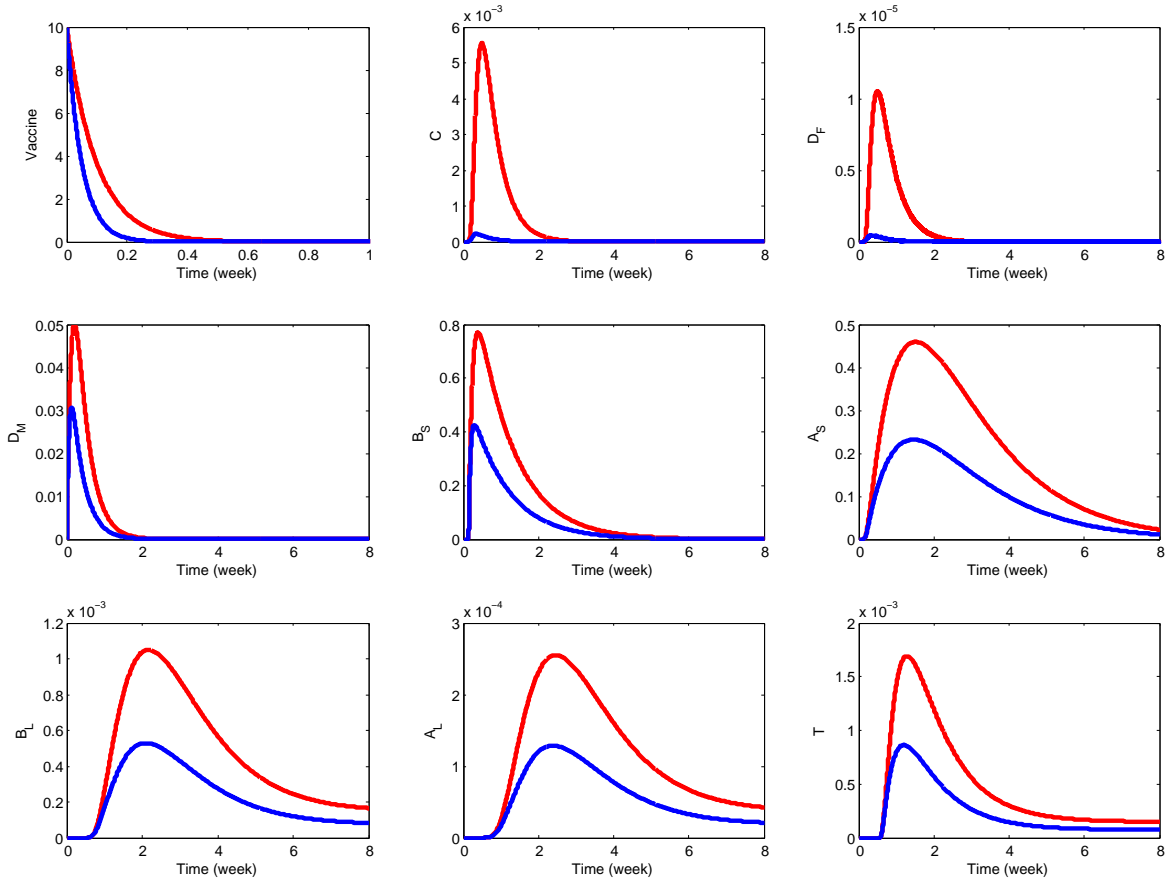 Vaccine
10
8
6
4
2
0
0 0.2 0.4 0.6 0.8 1
Time (week)
x 10⁻³
C
6
5
4
3
2
1
0
0 2 4 6 8
Time (week)
x 10⁻⁵
D_F
1.5
1
0.5
0
0 2 4 6 8
Time (week)
D_M
0.05
0.04
0.03
0.02
0.01
0
0 2 4 6 8
Time (week)
B_S
0.8
0.6
0.4
0.2
0
0 2 4 6 8
Time (week)
A_S
0.5
0.4
0.3
0.2
0.1
0
0 2 4 6 8
Time (week)
x 10⁻³
B_L
1.2
1
0.8
0.6
0.4
0.2
0
0 2 4 6 8
Time (week)
x 10⁻⁴
A_L
3
2
1
0
0 2 4 6 8
Time (week)
x 10⁻³
T
2
1.5
1
0.5
0
0 2 4 6 8
Time (week)